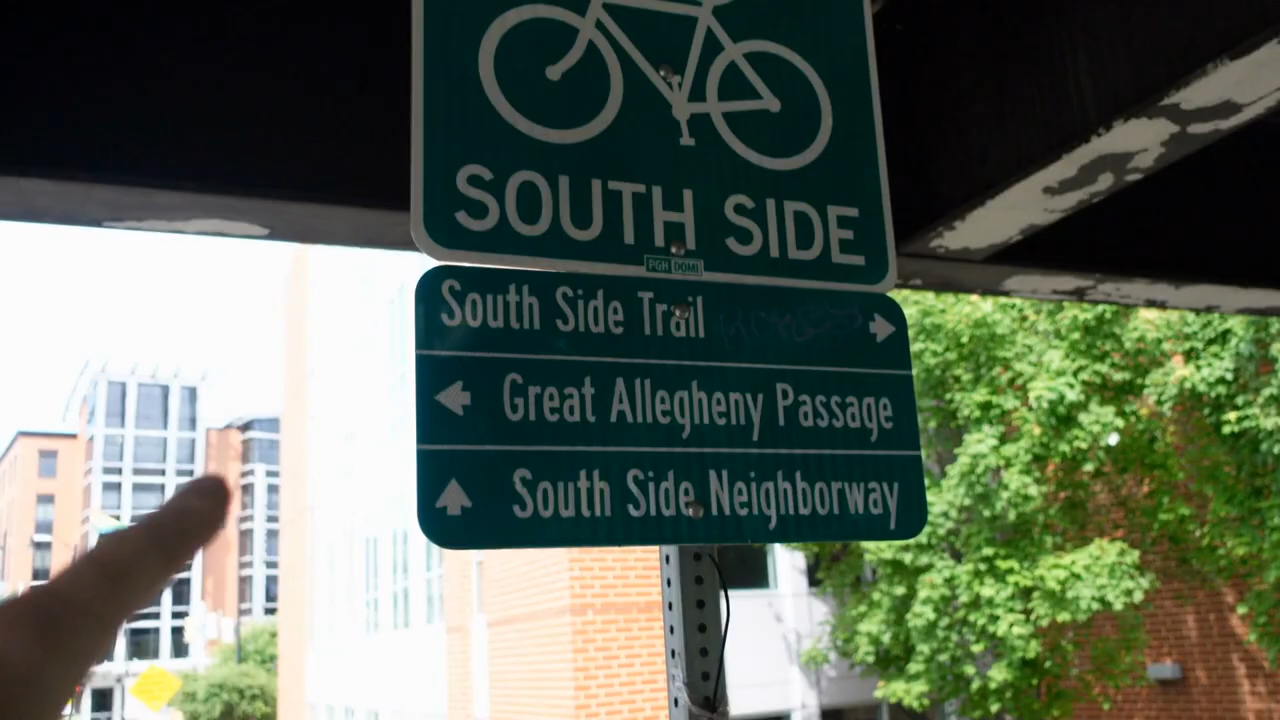 SOUTH SIDE
PGH DOMI
South Side Trail
Great Allegheny Passage
South Side Neighborway